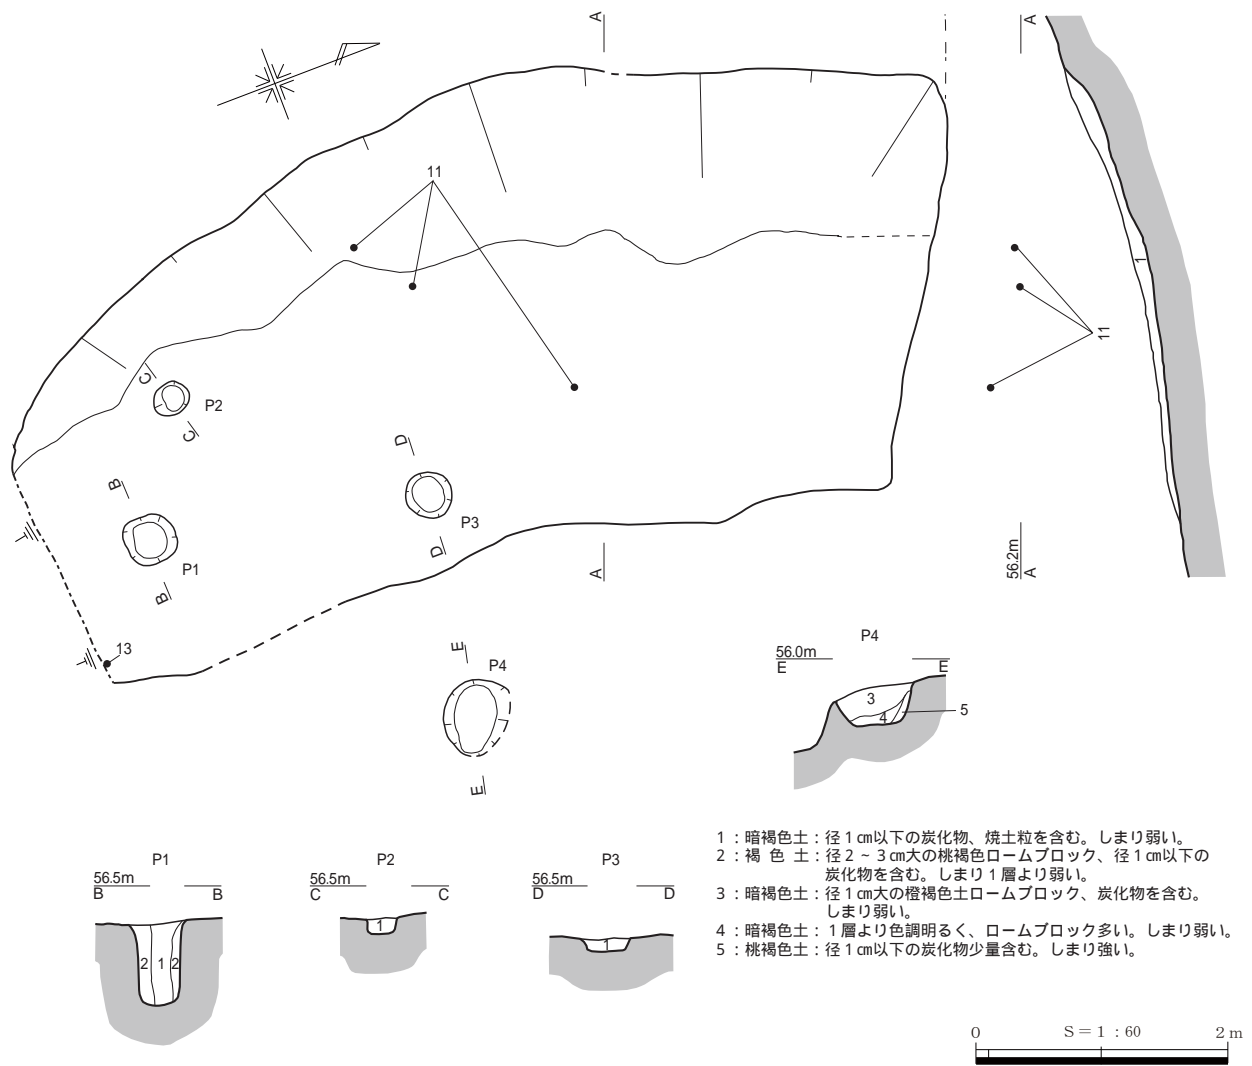 A
A
11
11
1
C
P2
C
D
B
P3
D
P1
B
A
56.2m
A
13
E
P4
E
P4
56.0m
E
E
3
4
5
1：暗褐色土：径１㎝以下の炭化物、焼土粒を含む。しまり弱い。
2：褐 色 土：径２～３㎝大の桃褐色ロームブロック、径１㎝以下の
炭化物を含む。しまり１層より弱い。
3：暗褐色土：径１㎝大の橙褐色土ロームブロック、炭化物を含む。
しまり弱い。
4：暗褐色土：１層より色調明るく、ロームブロック多い。しまり弱い。
5：桃褐色土：径１㎝以下の炭化物少量含む。しまり強い。
P1
56.5m
B
B
2
1
2
P2
56.5m
C
C
1
P3
56.5m
D
D
1
0
S＝1：60
2 m